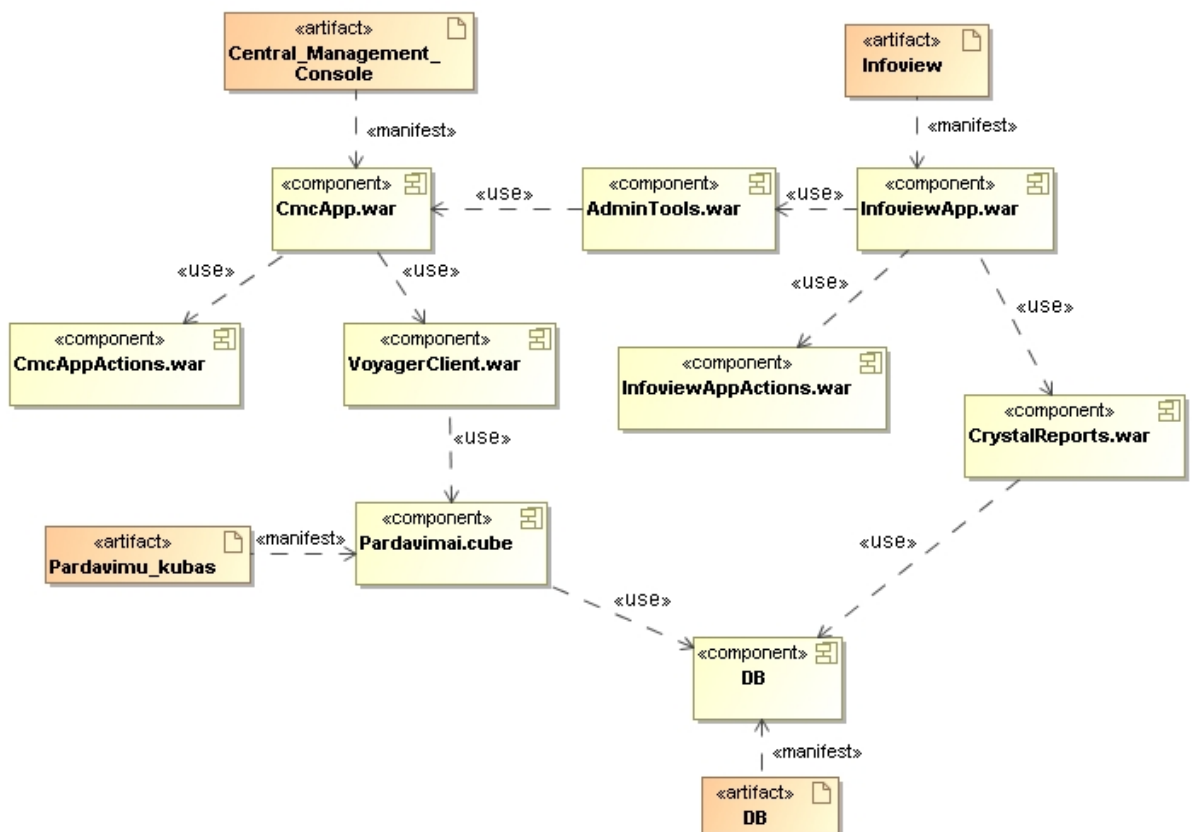 «artifact»
Central_Management_
Console
«artifact»
Infoview
«manifest»
«manifest»
«component»
CmcApp.war
«use»
«component»
AdminTools.war
«use»
«component»
InfoviewApp.war
«use»
«use»
«use»
«use»
«component»
CmcAppActions.war
«component»
VoyagerClient.war
«component»
InfoviewAppActions.war
«component»
CrystalReports.war
«use»
«artifact»
Pardavimu_kubas
«manifest»
«component»
Pardavimai.cube
«use»
«use»
«component»
DB
«manifest»
«artifact»
DB